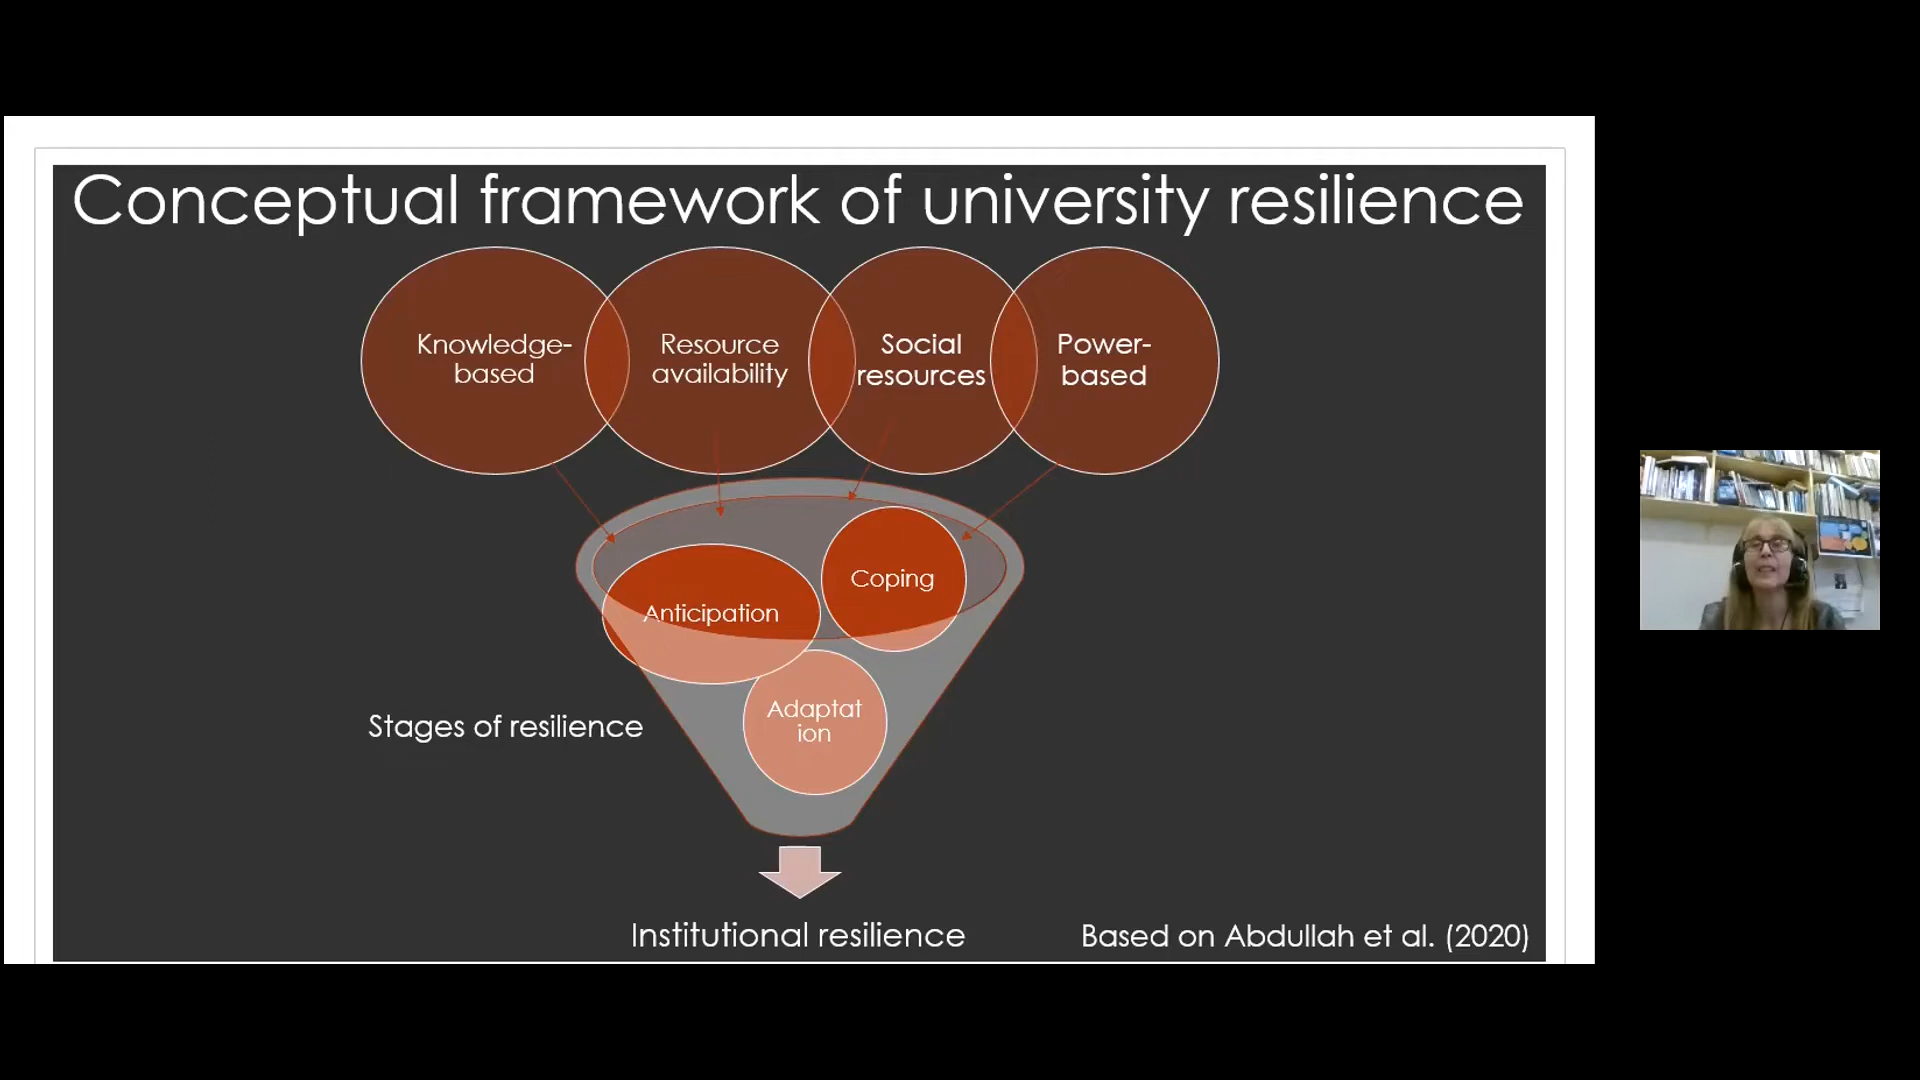 Conceptual framework of university resilience
Knowledge-
based
Resource
availability
Social
resources
Power-
based
Coping
Anticipation
Adaptat
ion
Stages of resilience
Institutional resilience
Based on Abdullah et al. (2020)